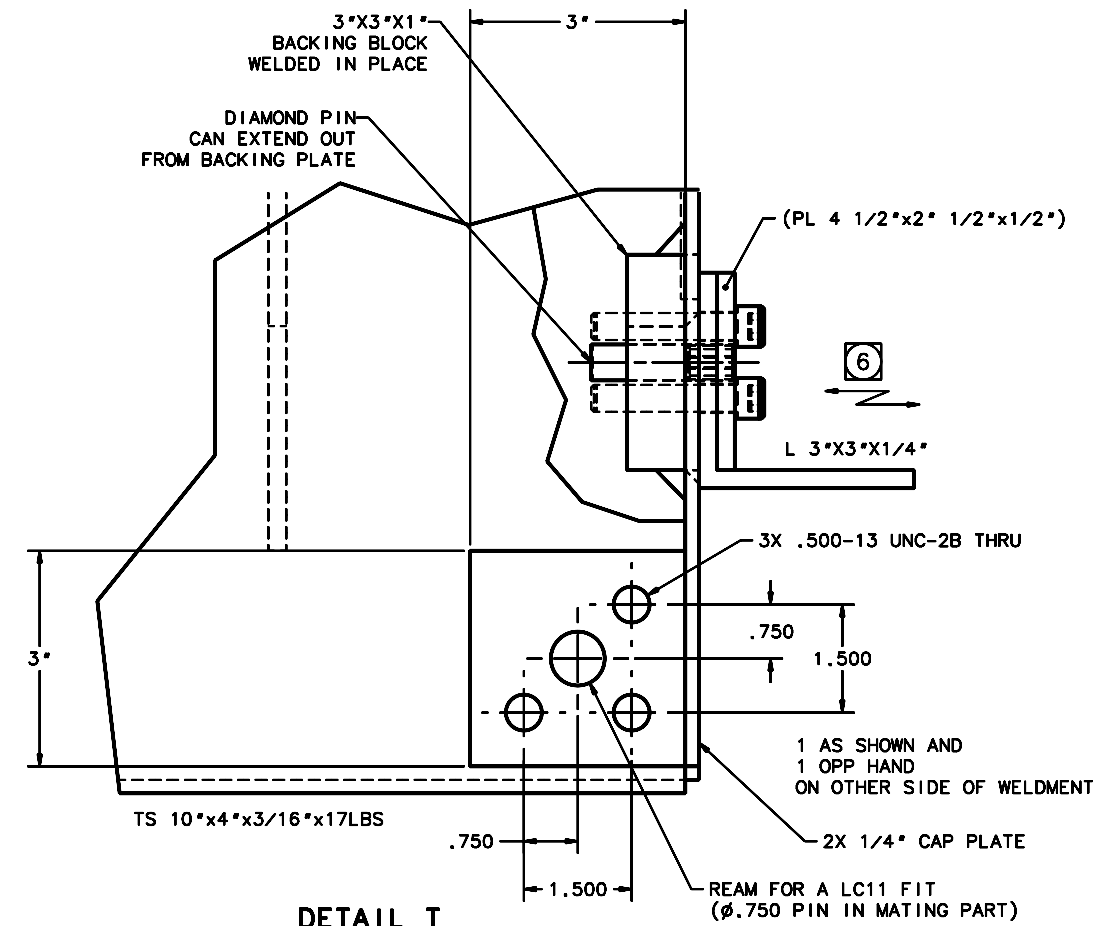 3"X3"X1"
BACKING BLOCK
WELDED IN PLACE
3"
DIAMOND PIN
CAN EXTEND OUT
FROM BACKING PLATE
(PL 4 1/2"x2" 1/2"x1/2")
6
L 3"X3"X1/4"
3X .500-13 UNC-2B THRU
.750
1.500
3"
1 AS SHOWN AND
1 OPP HAND
ON OTHER SIDE OF WELDMENT
TS 10"x4"x3/16"x17LBS
.750
2X 1/4" CAP PLATE
1.500
REAM FOR A LC11 FIT
(Ø.750 PIN IN MATING PART)
DETAIL T